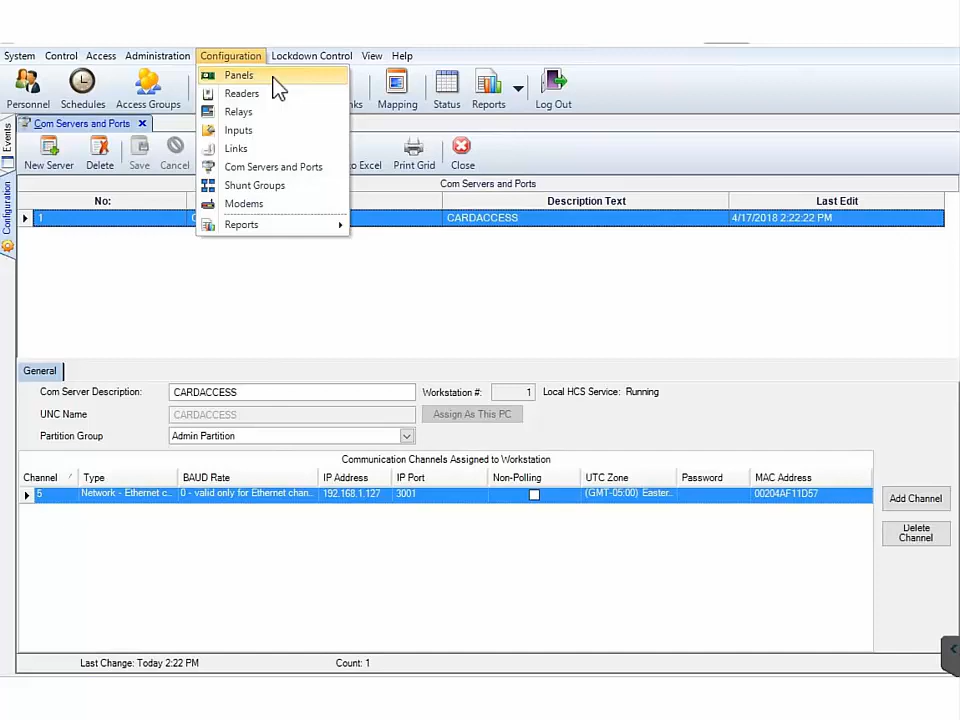 System Control Access Administration Configuration Lockdown Control View Help
Personnel Schedules Access Groups Mapping Status Reports Log Out
Panels
Readers
Relays
Inputs
Links
Com Servers and Ports
Shunt Groups
Modems
Reports
Events
Configuration
Com Servers and Ports
New Server Delete Save Cancel o Excel Print Grid Close
Com Servers and Ports
No: Description Text Last Edit
1 CARDACCESS 4/17/2018 2:22:22 PM
General
Com Server Description: CARDACCESS Workstation #: 1 Local HCS Service: Running
UNC Name CARDACCESS Assign As This PC
Partition Group Admin Partition
Communication Channels Assigned to Workstation
Channel Type BAUD Rate IP Address IP Port Non-Polling UTC Zone Password MAC Address
5 Network - Ethernet c... 0 - valid only for Ethernet chan... 192.168.1.127 3001 (GMT-05:00) Easter... 00204AF11D57
Add Channel
Delete
Channel
Last Change: Today 2:22 PM Count: 1